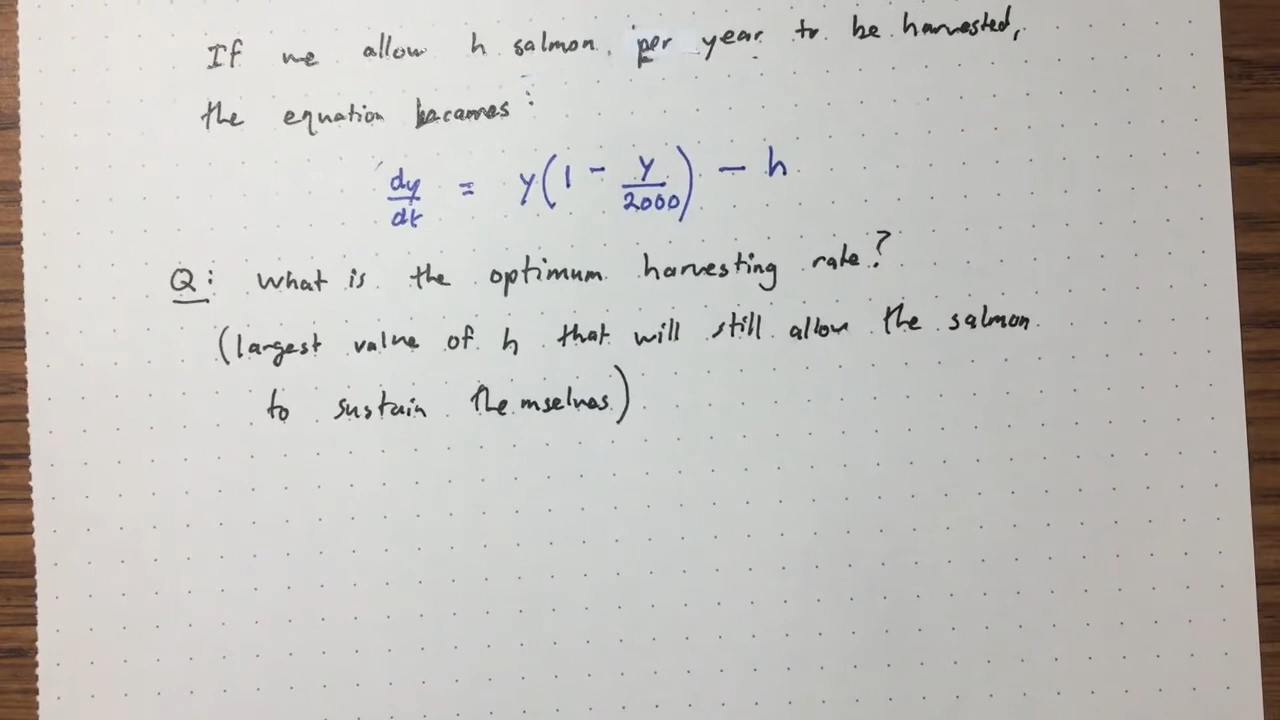 If we allow h salmon per year to be harvested,
the equation becomes:
dy/dt = y(1 - y/2000) - h
Q: What is the optimum harvesting rate?
(largest value of h that will still allow the salmon
to sustain themselves)